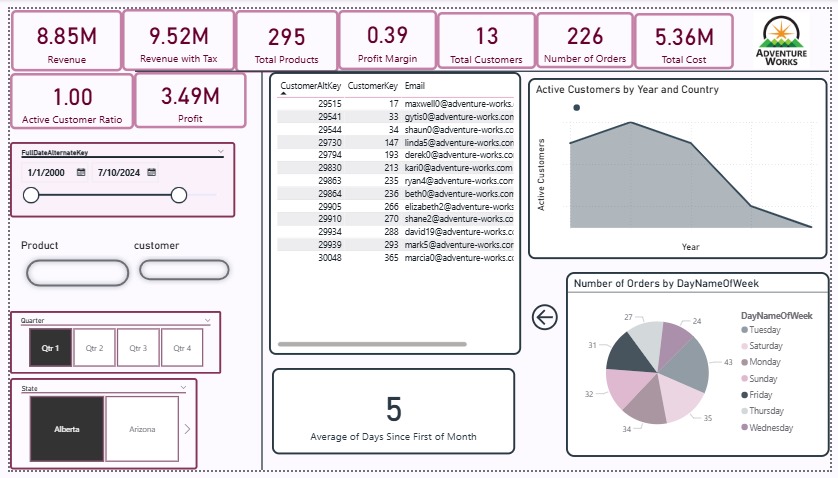 8.85M
Revenue
9.52M
Revenue with Tax
295
Total Products
0.39
Profit Margin
13
Total Customers
226
Number of Orders
5.36M
Total Cost
ADVENTURE
WORKS
1.00
Active Customer Ratio
3.49M
Profit
FullDateAlternateKey
1/1/2000 7/10/2024
Product customer
Quarter
Qtr 1 Qtr 2 Qtr 3 Qtr 4
State
Alberta Arizona
CustomerAltKey CustomerKey Email
29515 17 maxwell0@adventure-works.
29541 33 gytis0@adventure-works.com
29544 34 shaun0@adventure-works.co
29730 147 linda5@adventure-works.com
29794 193 derek0@adventure-works.co
29830 213 kari0@adventure-works.com
29863 235 ryan4@adventure-works.com
29864 236 beth0@adventure-works.com
29905 266 elizabeth2@adventure-works
29910 270 shane2@adventure-works.co
29934 288 david19@adventure-works.co
29939 293 mark5@adventure-works.cor
30048 365 marcia0@adventure-works.c
5
Average of Days Since First of Month
Active Customers by Year and Country
Active Customers
Year
Number of Orders by DayNameOfWeek
27
24
31
43
32
34
35
DayNameOfWeek
Tuesday
Saturday
Monday
Sunday
Friday
Thursday
Wednesday